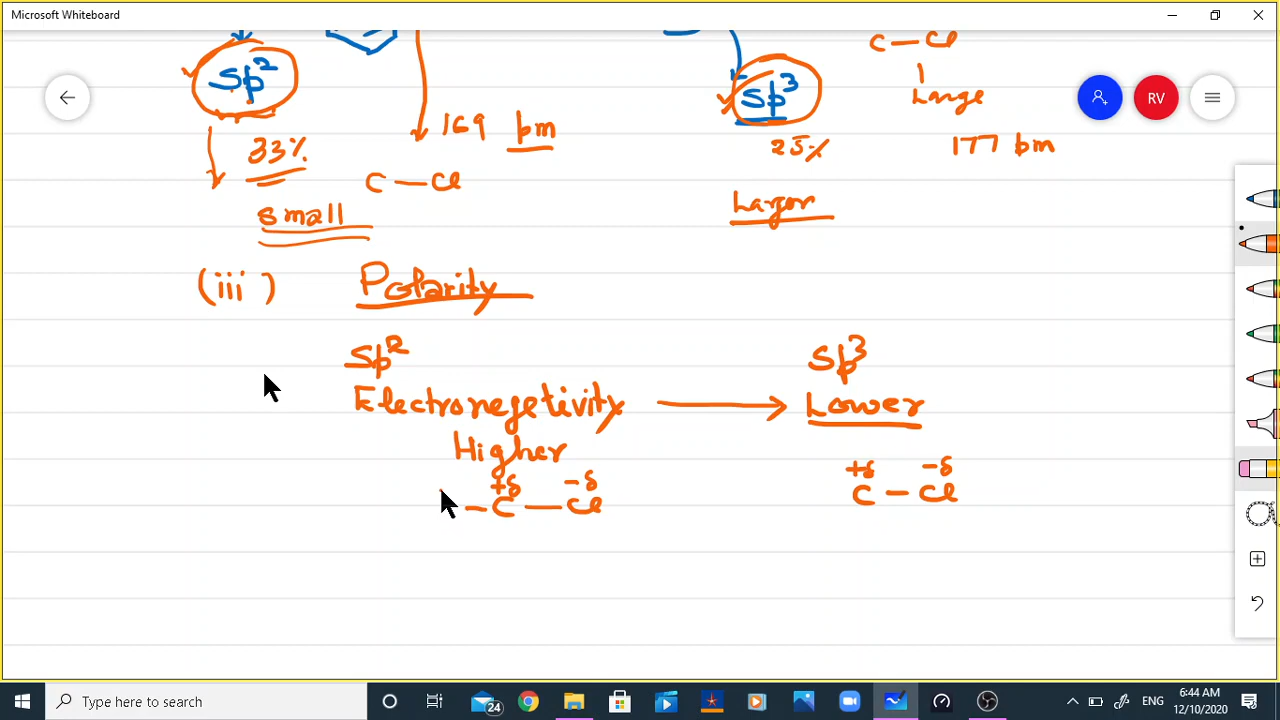 Microsoft Whiteboard
Sp²
Sp³
C — Cl
Large
RV
169 pm
33%
25%
177 pm
C — Cl
small
Larger
(iii) Polarity
Sp²
Sp³
Electronegetivity → Lower
Higher
+δ −δ
− C — Cl
+δ −δ
C — Cl
Type here to search
24
ENG
6:44 AM
12/10/2020